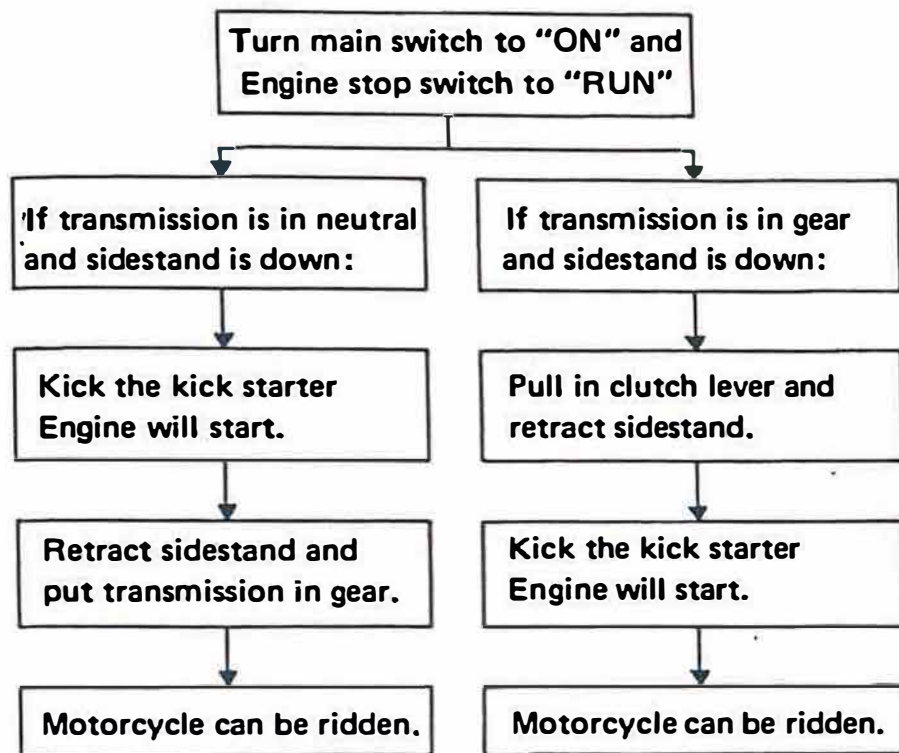 Turn main switch to “ON” and
Engine stop switch to “RUN”
If transmission is in neutral
and sidestand is down:
Kick the kick starter
Engine will start.
Retract sidestand and
put transmission in gear.
Motorcycle can be ridden.
If transmission is in gear
and sidestand is down:
Pull in clutch lever and
retract sidestand.
Kick the kick starter
Engine will start.
Motorcycle can be ridden.